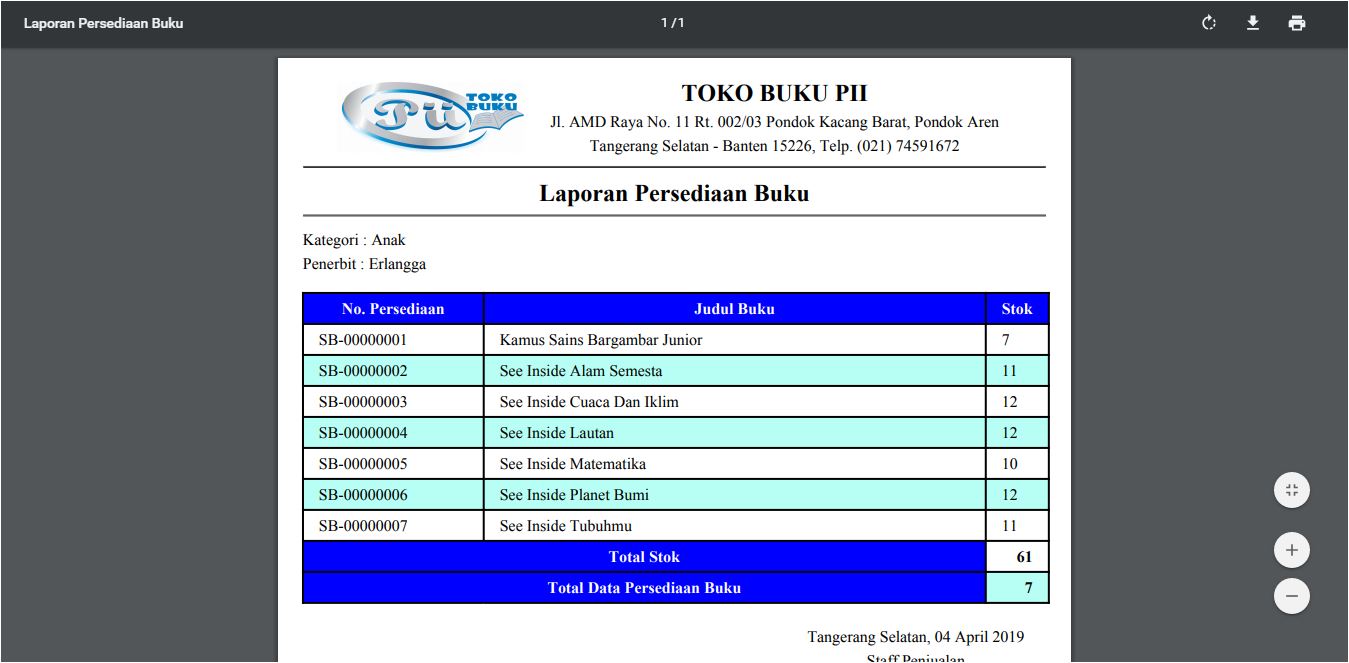 Laporan Persediaan Buku
1 / 1
Pii TOKO
BUKU
TOKO BUKU PII
Jl. AMD Raya No. 11 Rt. 002/03 Pondok Kacang Barat, Pondok Aren
Tangerang Selatan - Banten 15226, Telp. (021) 74591672
Laporan Persediaan Buku
Kategori : Anak
Penerbit : Erlangga
No. Persediaan Judul Buku Stok
SB-00000001 Kamus Sains Bargambar Junior 7
SB-00000002 See Inside Alam Semesta 11
SB-00000003 See Inside Cuaca Dan Iklim 12
SB-00000004 See Inside Lautan 12
SB-00000005 See Inside Matematika 10
SB-00000006 See Inside Planet Bumi 12
SB-00000007 See Inside Tubuhmu 11
Total Stok 61
Total Data Persediaan Buku 7
Tangerang Selatan, 04 April 2019
Staff Penjualan